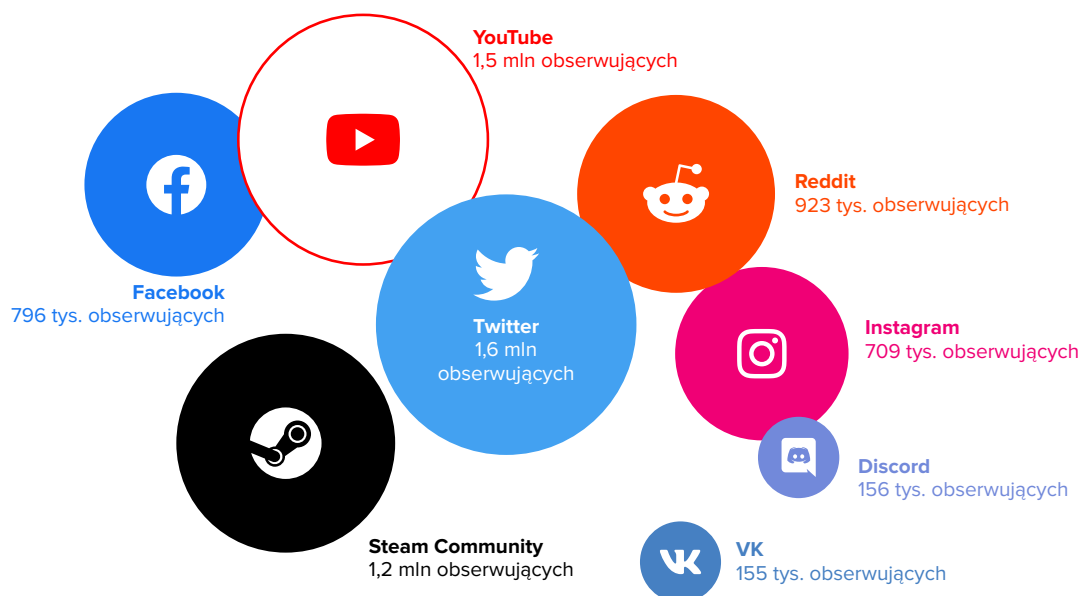 YouTube
1,5 mln obserwujących
Reddit
923 tys. obserwujących
Facebook
796 tys. obserwujących
Twitter
1,6 mln
obserwujących
Instagram
709 tys. obserwujących
Discord
156 tys. obserwujących
Steam Community
1,2 mln obserwujących
VK
VK
155 tys. obserwujących